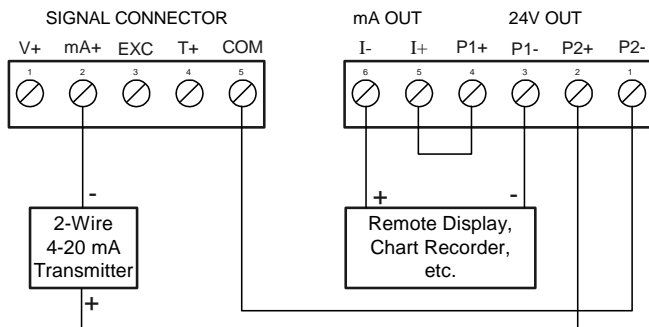 SIGNAL CONNECTOR
mA OUT 24V OUT
V+ mA+ EXC T+ COM
I- I+ P1+ P1- P2+ P2-
1 2 3 4 5
6 5 4 3 2 1
-
+ -
2-Wire
4-20 mA
Transmitter
Remote Display,
Chart Recorder,
etc.
+